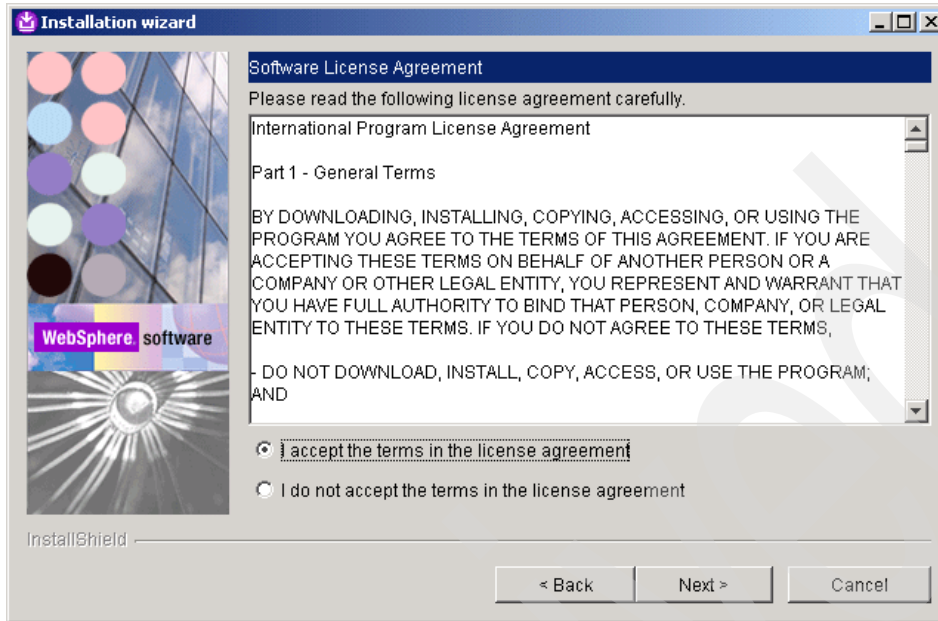 Installation wizard
Software License Agreement
Please read the following license agreement carefully.
International Program License Agreement
Part 1 - General Terms
BY DOWNLOADING, INSTALLING, COPYING, ACCESSING, OR USING THE
PROGRAM YOU AGREE TO THE TERMS OF THIS AGREEMENT. IF YOU ARE
ACCEPTING THESE TERMS ON BEHALF OF ANOTHER PERSON OR A
COMPANY OR OTHER LEGAL ENTITY, YOU REPRESENT AND WARRANT THAT
YOU HAVE FULL AUTHORITY TO BIND THAT PERSON, COMPANY, OR LEGAL
ENTITY TO THESE TERMS. IF YOU DO NOT AGREE TO THESE TERMS,
- DO NOT DOWNLOAD, INSTALL, COPY, ACCESS, OR USE THE PROGRAM;
AND
WebSphere. software
I accept the terms in the license agreement
I do not accept the terms in the license agreement
InstallShield
< Back
Next >
Cancel